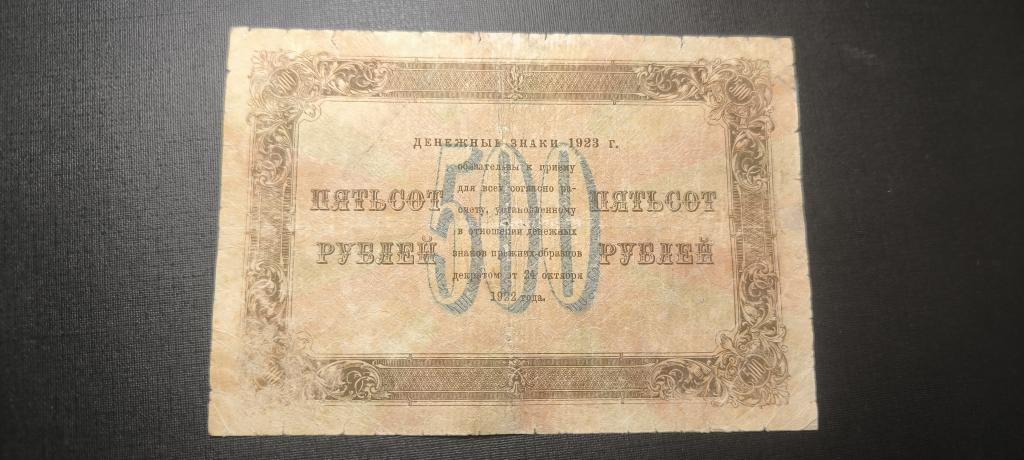 ДЕНЕЖНЫЕ ЗНАКИ 1923 г.
500
обязательны к приему
для всех согласно ра-
счету, установленному
в отношении денежных
знаков прежних образцов
декретом от 24 октября
1922 года.
ПЯТЬСОТ
РУБЛЕЙ
ПЯТЬСОТ
РУБЛЕЙ